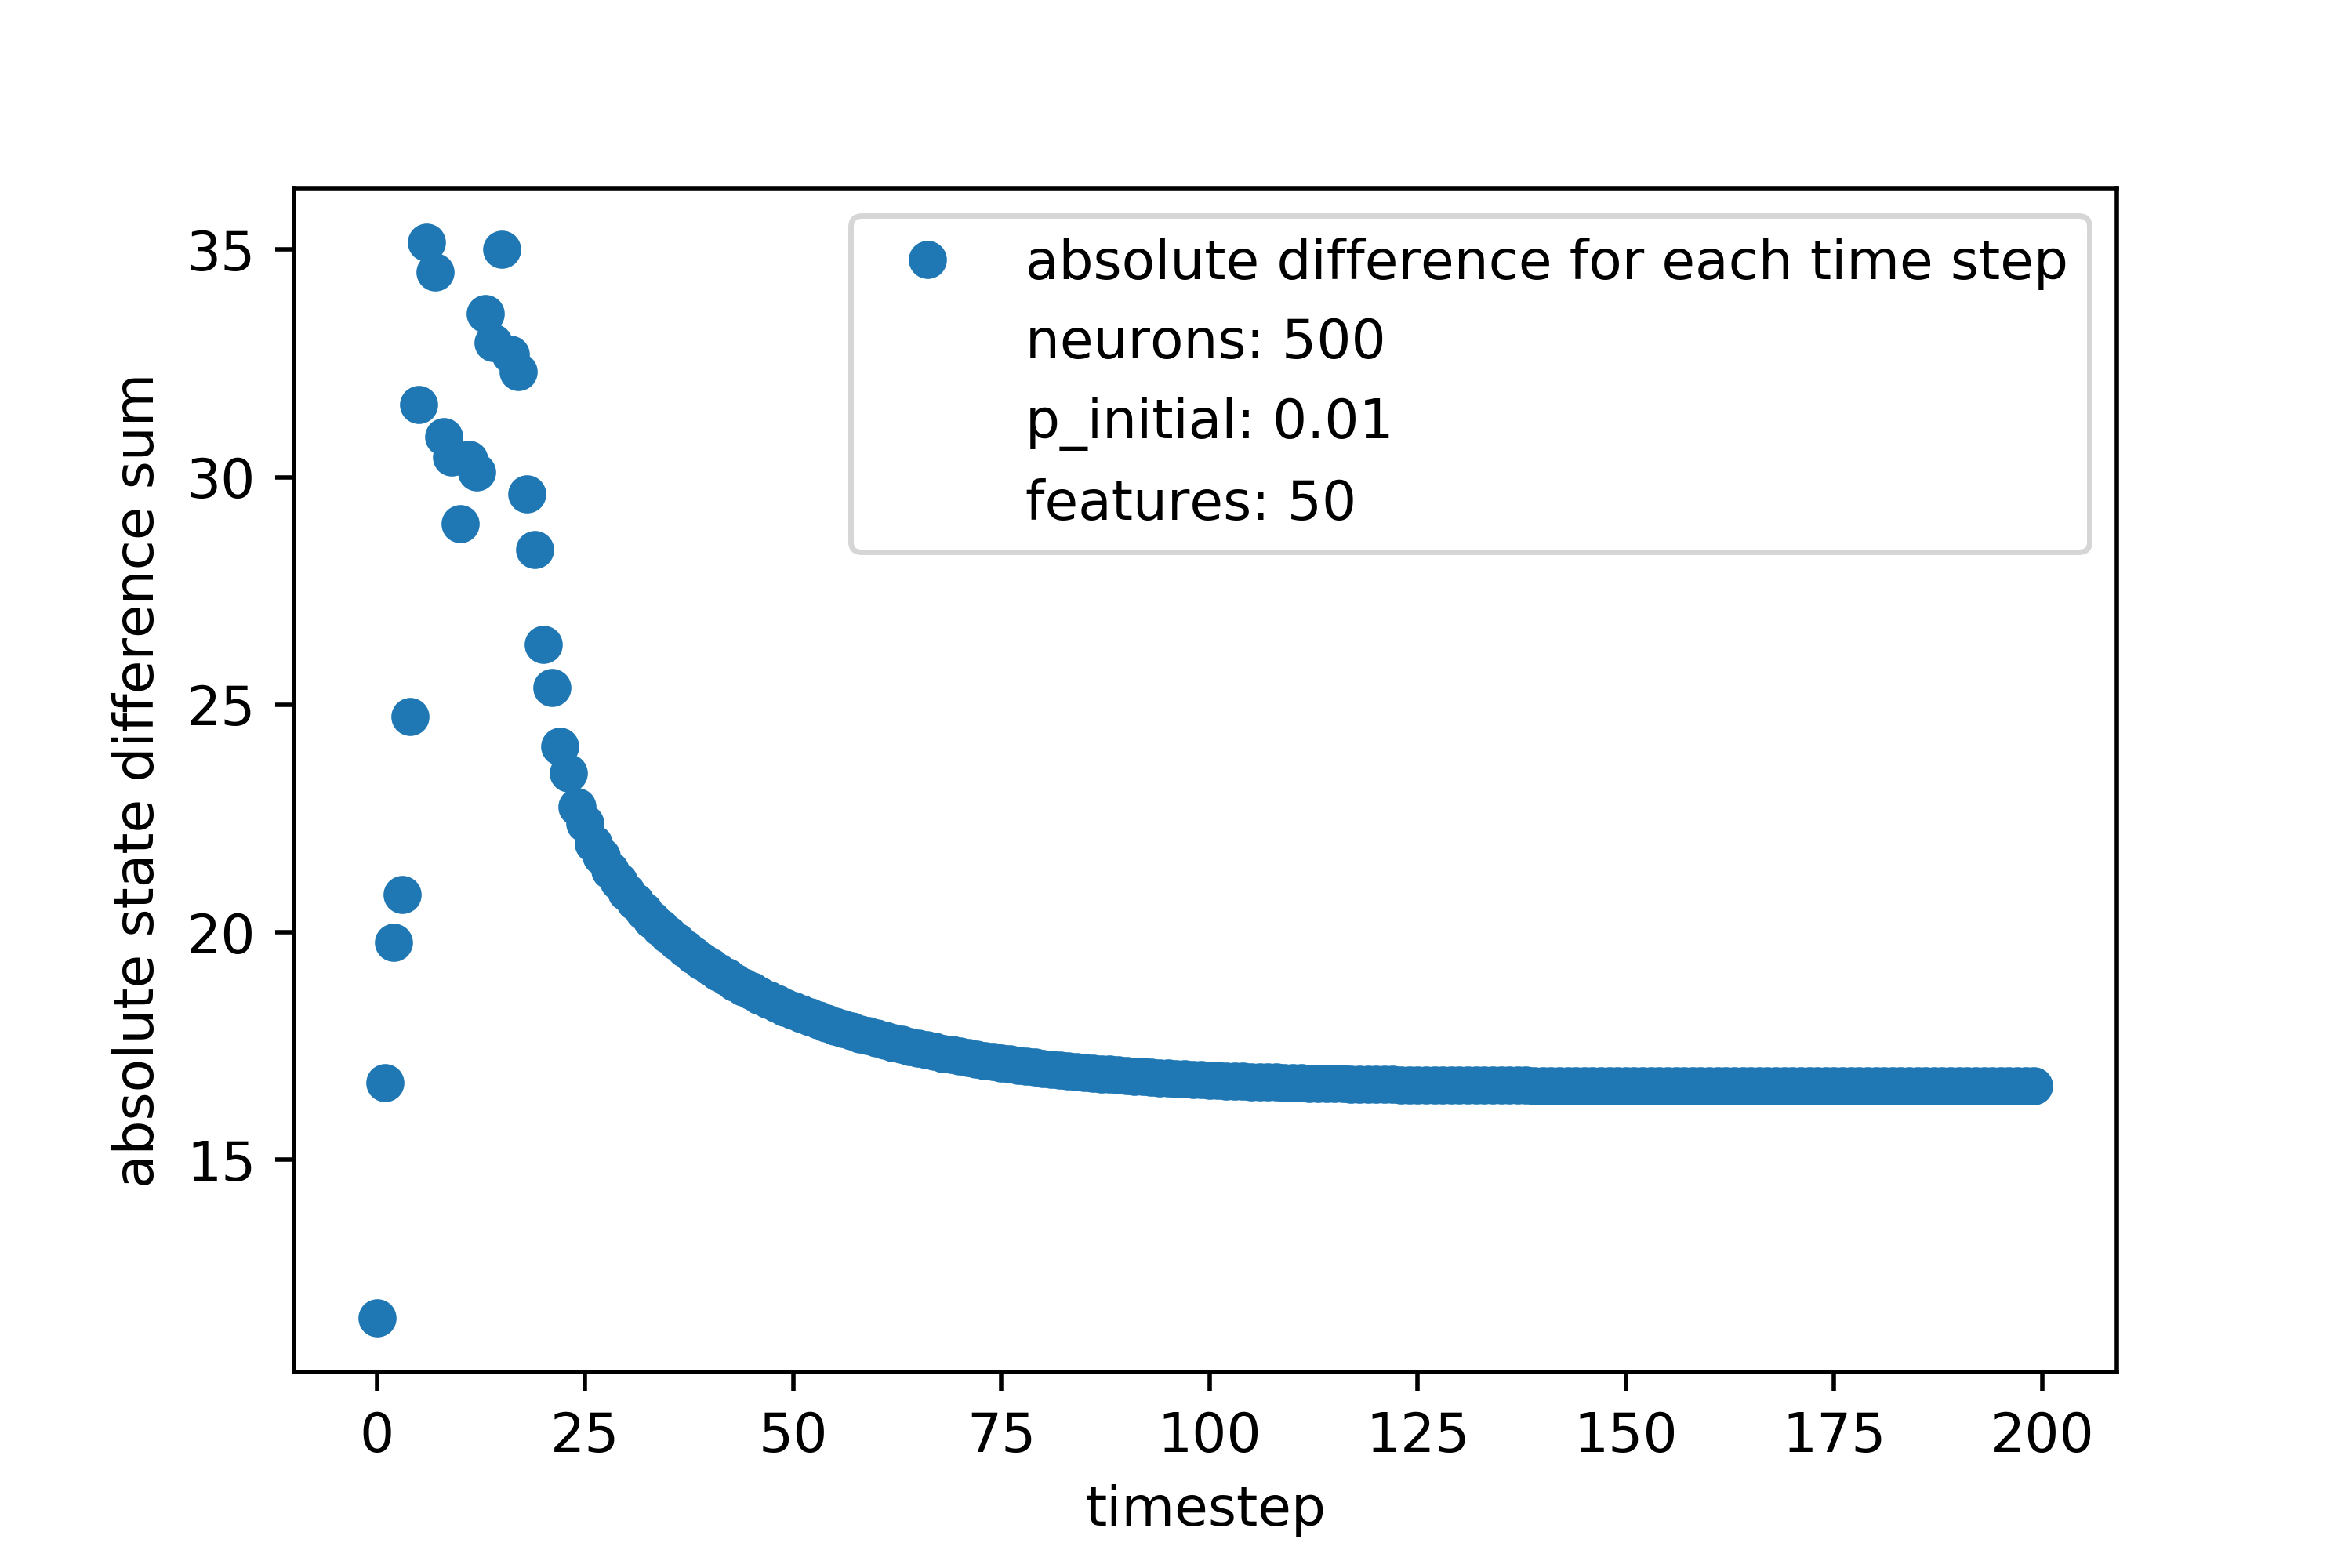 absolute difference for each time step
neurons: 500
p_initial: 0.01
features: 50
absolute state difference sum
35
30
25
20
15
0 25 50 75 100 125 150 175 200
timestep